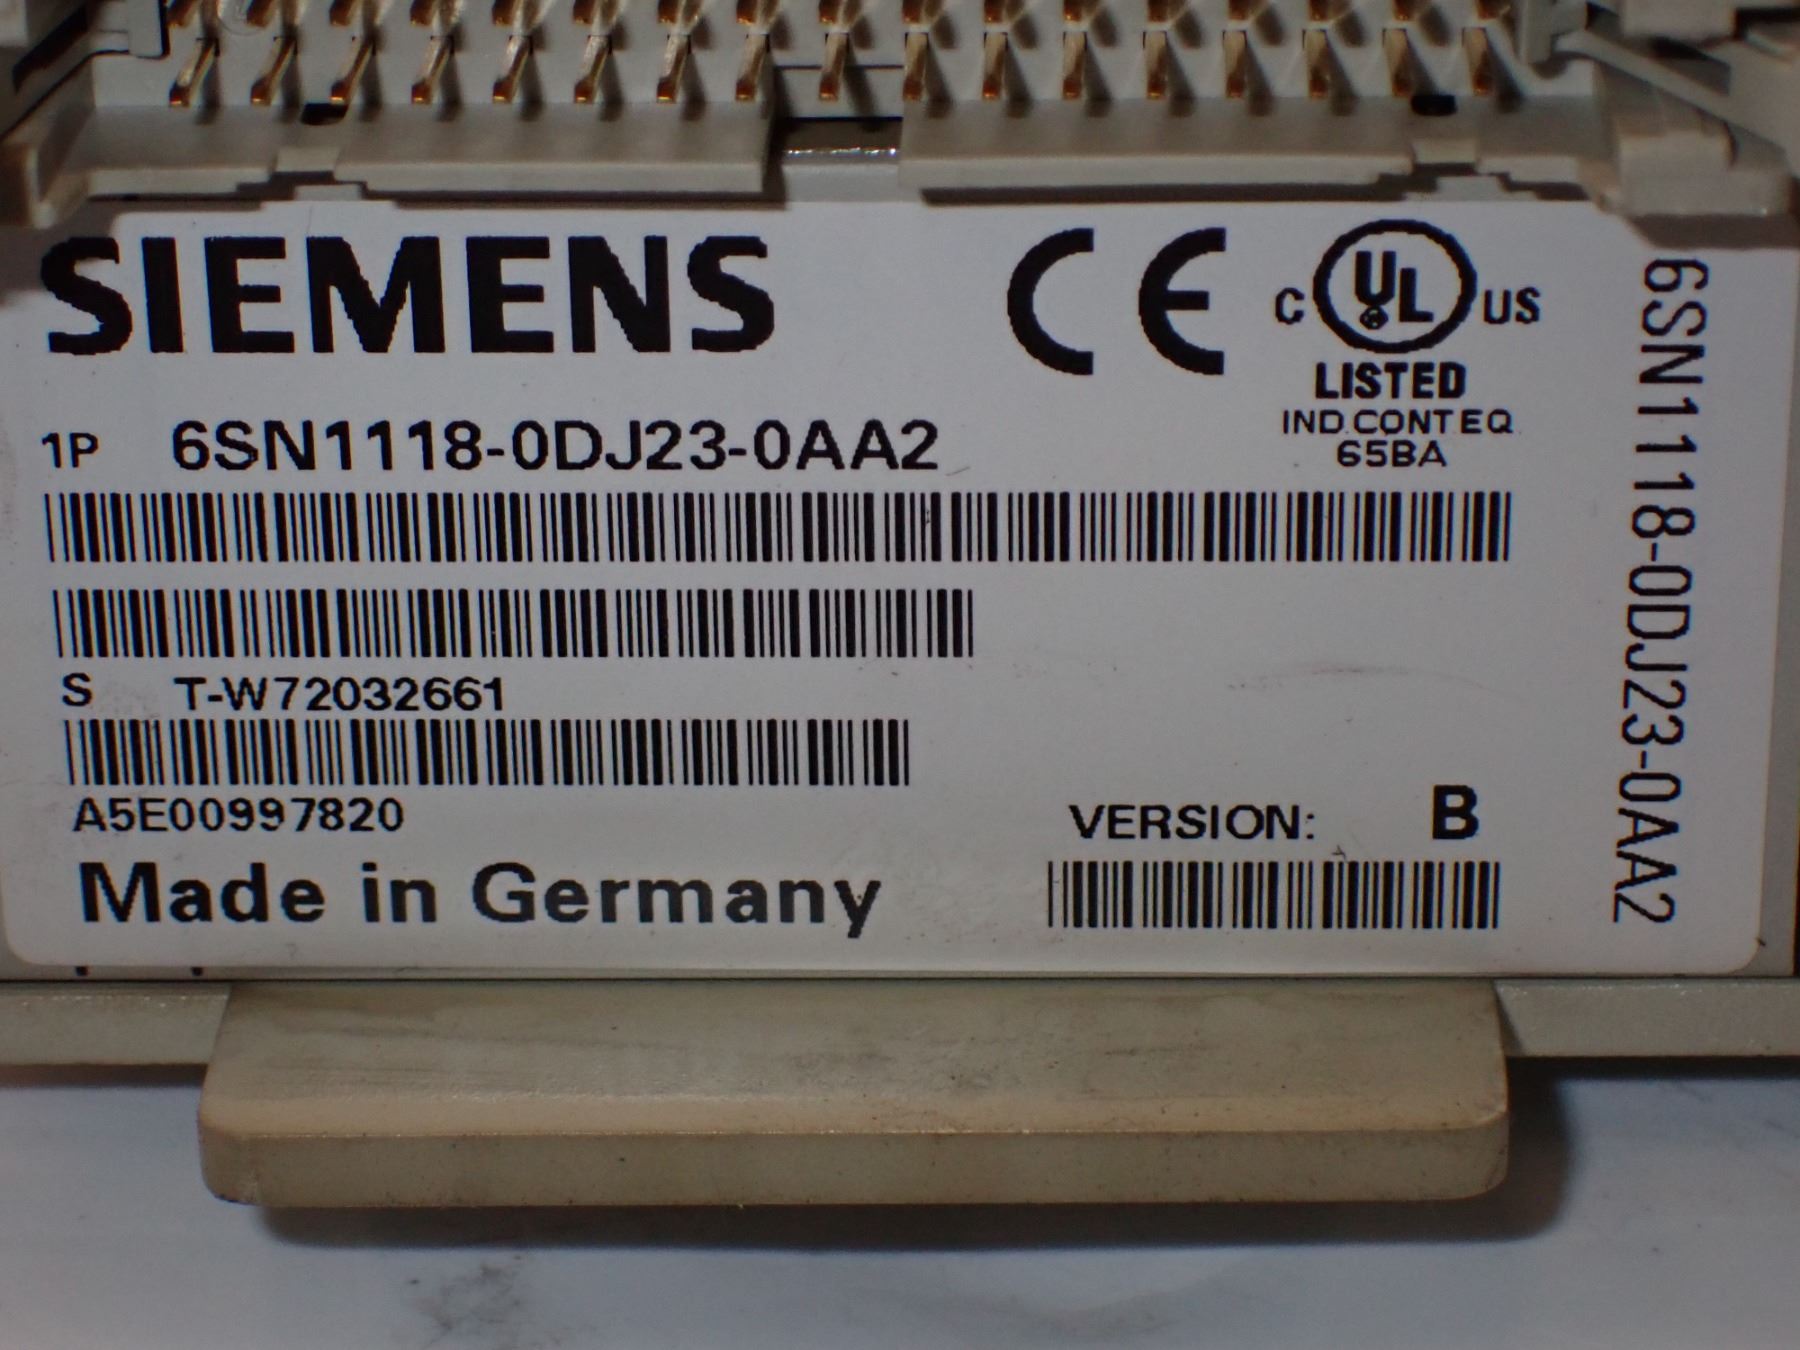 SIEMENS
CE
C UL US
LISTED
IND.CONT.EQ.
65BA
1P 6SN1118-0DJ23-0AA2
S T-W72032661
A5E00997820
VERSION: B
Made in Germany
6SN1118-0DJ23-0AA2